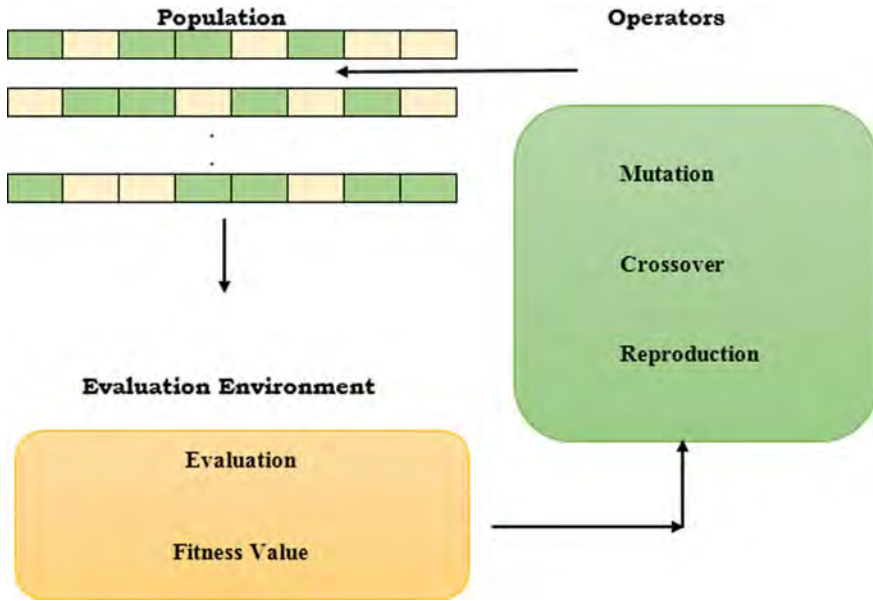 Population
Operators
Mutation
Crossover
Reproduction
Evaluation Environment
Evaluation
Fitness Value